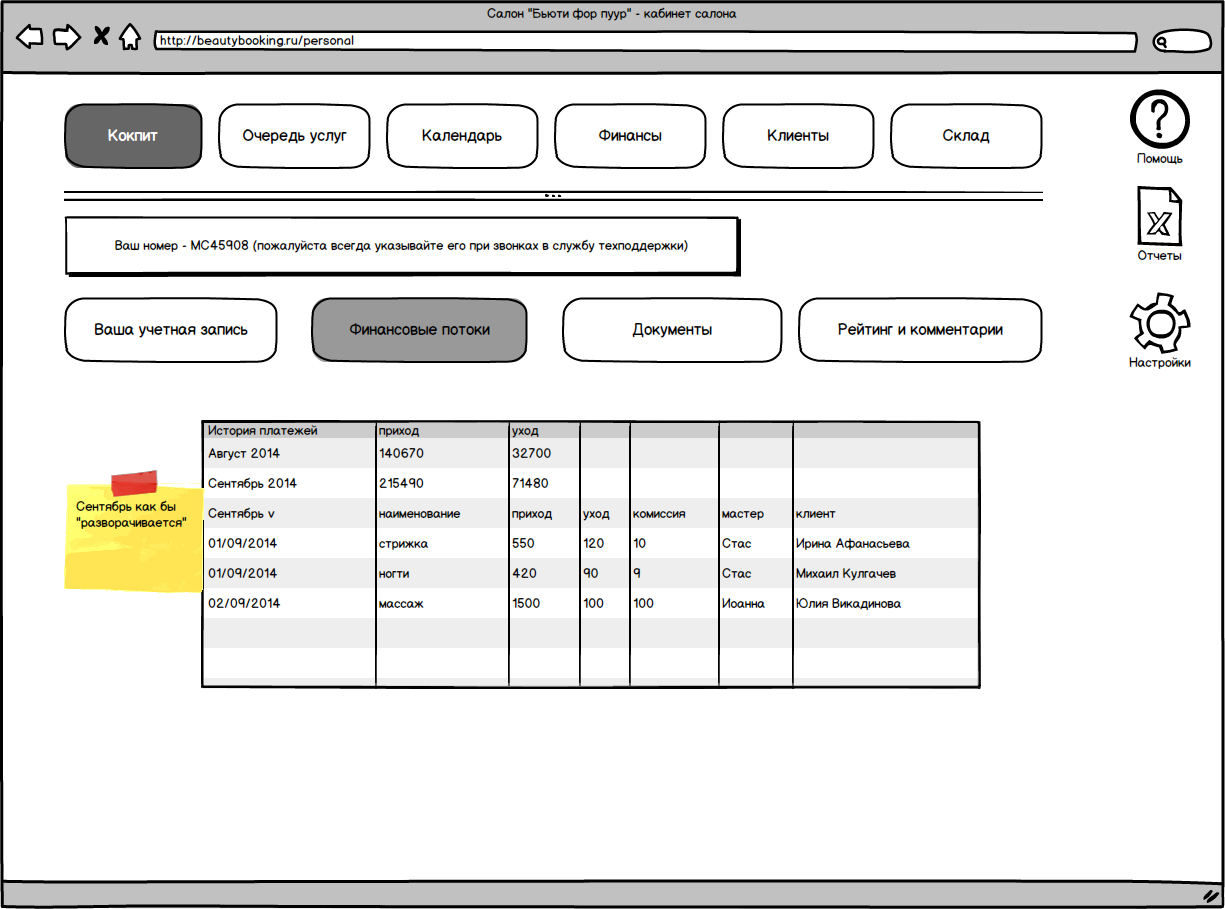 Салон "Бьюти фор пуур" - кабинет салона
http://beautybooking.ru/personal
Кокпит
Очередь услуг
Календарь
Финансы
Клиенты
Склад
Помощь
Отчеты
Настройки
Ваш номер - МС45908 (пожалуйста всегда указывайте его при звонках в службу техподдержки)
Ваша учетная запись
Финансовые потоки
Документы
Рейтинг и комментарии
История платежей приход уход
Август 2014 140670 32700
Сентябрь 2014 215490 71480
Сентябрь v наименование приход уход комиссия мастер клиент
01/09/2014 стрижка 550 120 10 Стас Ирина Афанасьева
01/09/2014 ногти 420 90 9 Стас Михаил Кулгачев
02/09/2014 массаж 1500 100 100 Иоанна Юлия Викадинова
Сентябрь как бы
"разворачивается"